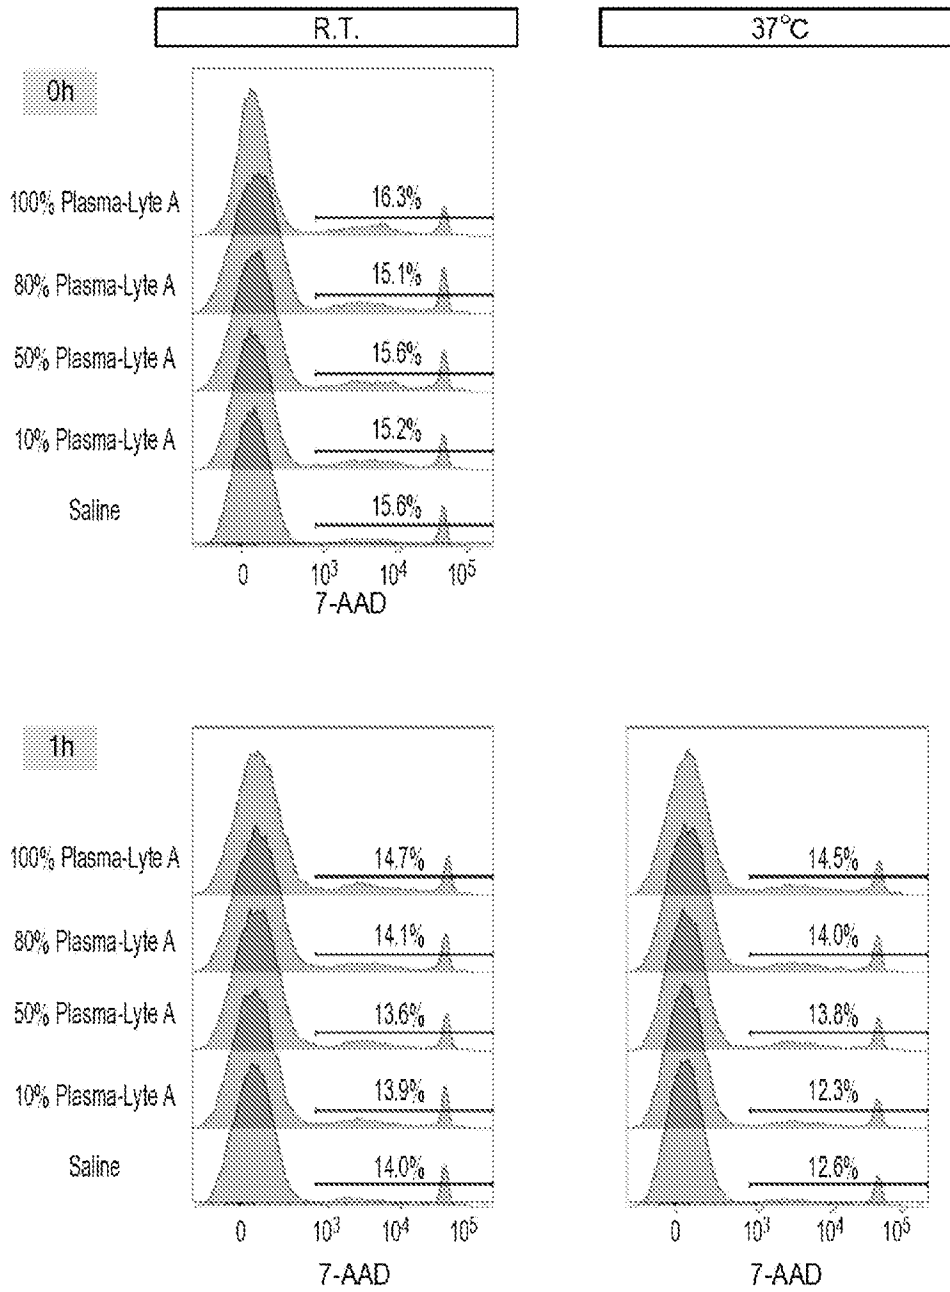 R.T. 37°C
0h
100% Plasma-Lyte A 16.3%
80% Plasma-Lyte A 15.1%
50% Plasma-Lyte A 15.6%
10% Plasma-Lyte A 15.2%
Saline 15.6%
0 10³ 10⁴ 10⁵
7-AAD
1h
100% Plasma-Lyte A 14.7% 14.5%
80% Plasma-Lyte A 14.1% 14.0%
50% Plasma-Lyte A 13.6% 13.8%
10% Plasma-Lyte A 13.9% 12.3%
Saline 14.0% 12.6%
0 10³ 10⁴ 10⁵ 0 10³ 10⁴ 10⁵
7-AAD 7-AAD